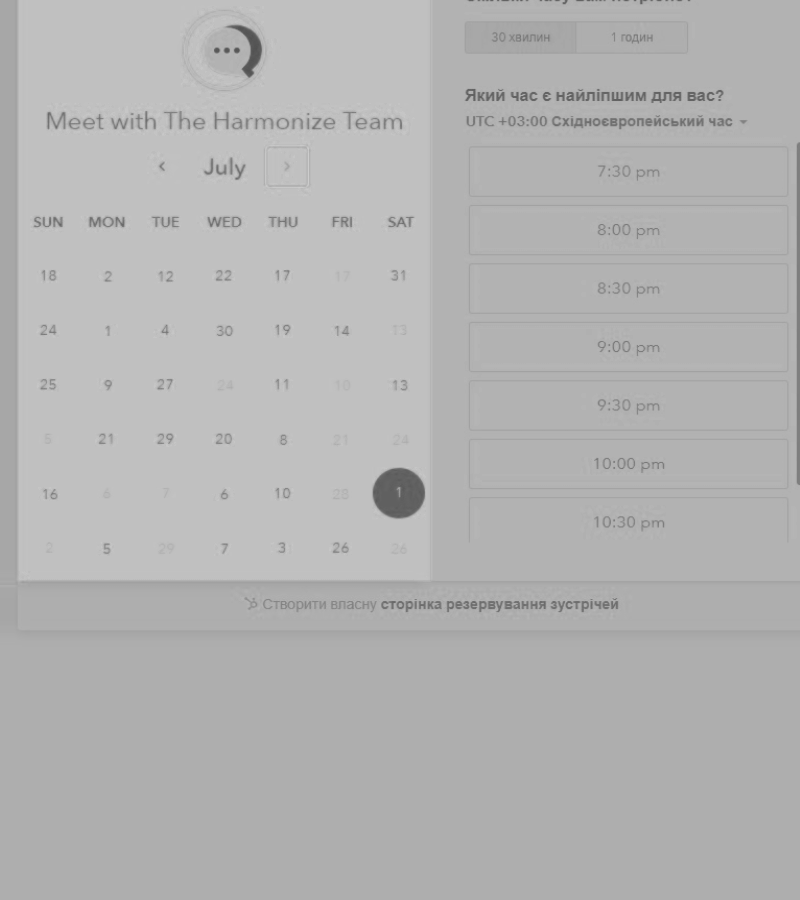 Meet with The Harmonize Team
July
SUN MON TUE WED THU FRI SAT
18 2 12 22 17 17 31
24 1 4 30 19 14 13
25 9 27 24 11 10 13
5 21 29 20 8 21 24
16 6 7 6 10 28 1
2 5 29 7 3 26 26
30 хвилин 1 годин
Який час є найліпшим для вас?
UTC +03:00 Східноєвропейський час
7:30 pm
8:00 pm
8:30 pm
9:00 pm
9:30 pm
10:00 pm
10:30 pm
Створити власну сторінка резервування зустрічей